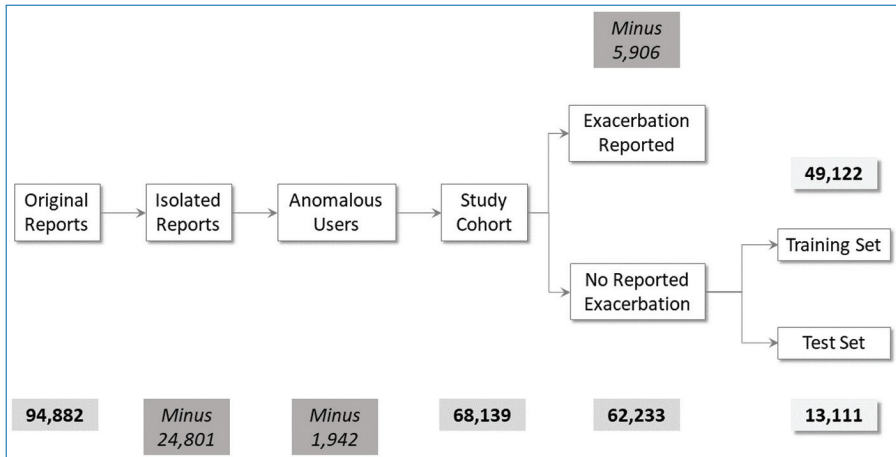 Minus
5,906
Exacerbation
Reported
49,122
Original
Reports
Isolated
Reports
Anomalous
Users
Study
Cohort
Training Set
No Reported
Exacerbation
Test Set
94,882
Minus
24,801
Minus
1,942
68,139
62,233
13,111